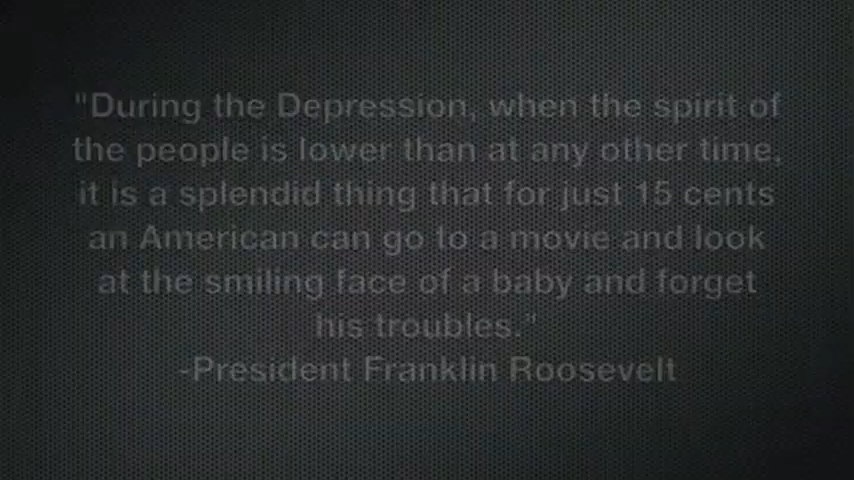 "During the Depression, when the spirit of
the people is lower than at any other time,
it is a splendid thing that for just 15 cents
an American can go to a movie and look
at the smiling face of a baby and forget
his troubles."
-President Franklin Roosevelt